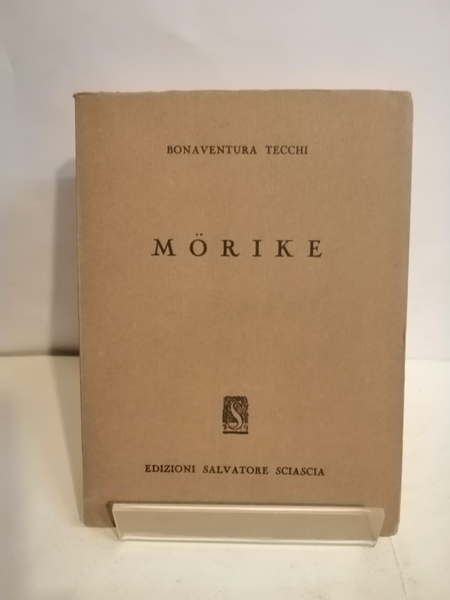 BONAVENTURA TECCHI
MÖRIKE
S
EDIZIONI SALVATORE SCIASCIA